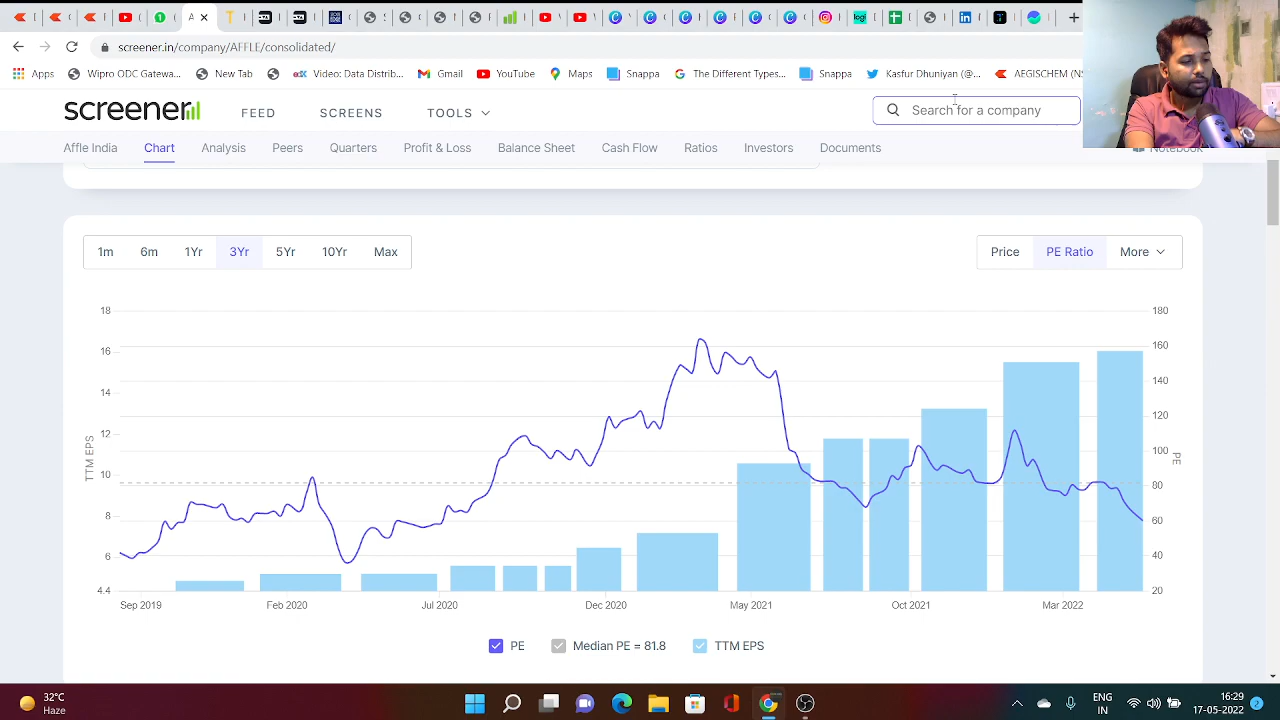 A
screener.in/company/AFFLE/consolidated/
Apps Wipro ODC Gatewa... New Tab Video: Data Distrib... Gmail YouTube Maps Snappa The Different Types... Snappa Kasfur Dhuniyan (@... AEGISCHEM (NS
screener FEED SCREENS TOOLS Search for a company
Affle India Chart Analysis Peers Quarters Profit & Loss Balance Sheet Cash Flow Ratios Investors Documents Notebook
1m 6m 1Yr 3Yr 5Yr 10Yr Max Price PE Ratio More
18 180
16 160
14 140
12 120
10 100
8 80
6 60
4.4 40
20
TTM EPS
PE
Sep 2019 Feb 2020 Jul 2020 Dec 2020 May 2021 Oct 2021 Mar 2022
PE Median PE = 81.8 TTM EPS
32°C ENG 16:29
Haze IN 17-05-2022 2